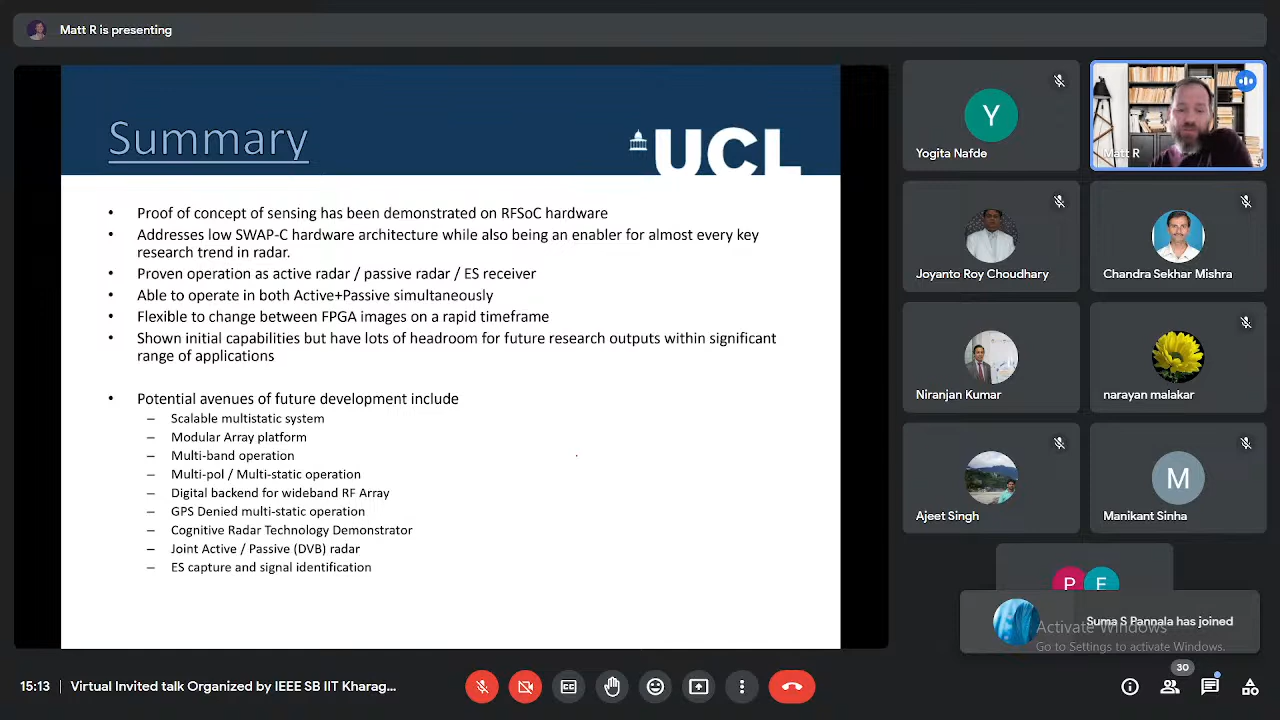 Matt R is presenting
Summary
UCL
• Proof of concept of sensing has been demonstrated on RFSoC hardware
• Addresses low SWAP-C hardware architecture while also being an enabler for almost every key
research trend in radar.
• Proven operation as active radar / passive radar / ES receiver
• Able to operate in both Active+Passive simultaneously
• Flexible to change between FPGA images on a rapid timeframe
• Shown initial capabilities but have lots of headroom for future research outputs within significant
range of applications
• Potential avenues of future development include
– Scalable multistatic system
– Modular Array platform
– Multi-band operation
– Multi-pol / Multi-static operation
– Digital backend for wideband RF Array
– GPS Denied multi-static operation
– Cognitive Radar Technology Demonstrator
– Joint Active / Passive (DVB) radar
– ES capture and signal identification
Y
Yogita Nafde
Matt R
Joyanto Roy Choudhary
Chandra Sekhar Mishra
Niranjan Kumar
narayan malakar
Ajeet Singh
M
Manikant Sinha
P E
Suma S Pannala has joined
Activate Windows
Go to Settings to activate Windows.
15:13 | Virtual Invited talk Organized by IEEE SB IIT Kharag...
30